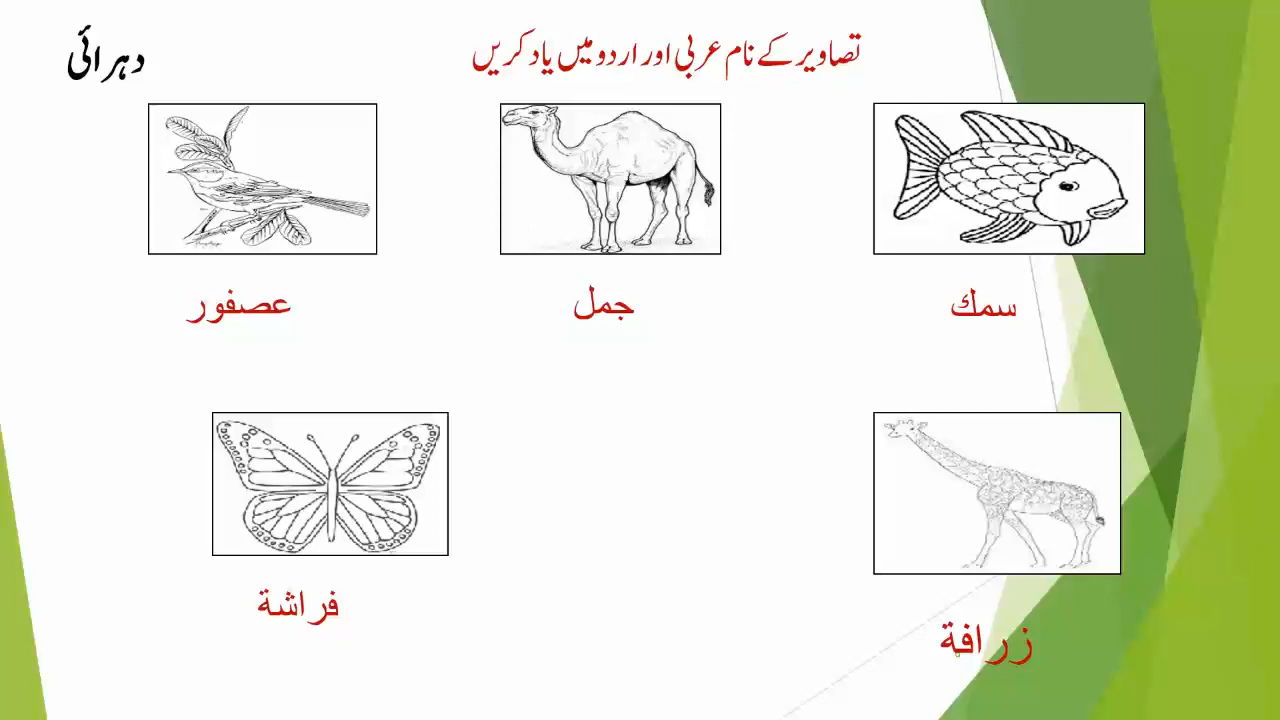 تصاویر کے نام عربی اور اردو میں یاد کریں
دہرائی
سمك
جمل
عصفور
زرافة
فراشة